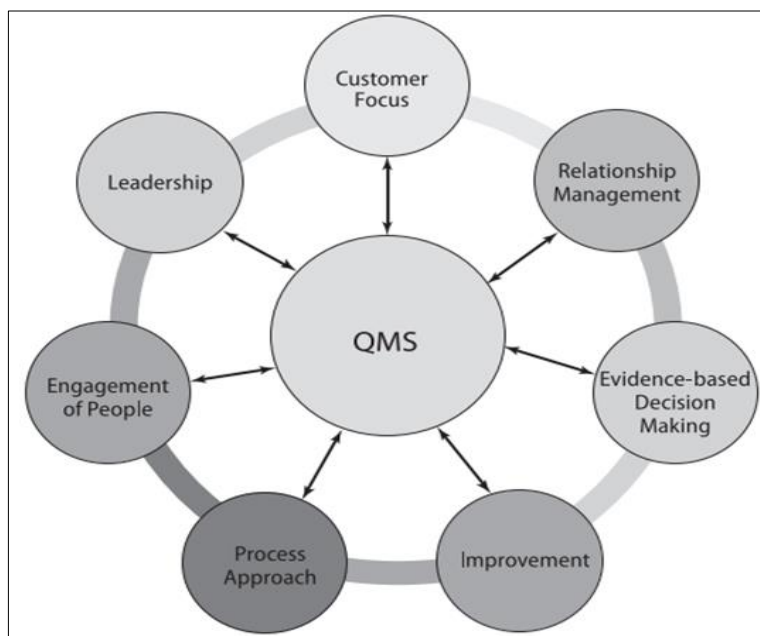 Customer
Focus
Leadership
Relationship
Management
QMS
Engagement
of People
Evidence-based
Decision
Making
Process
Approach
Improvement